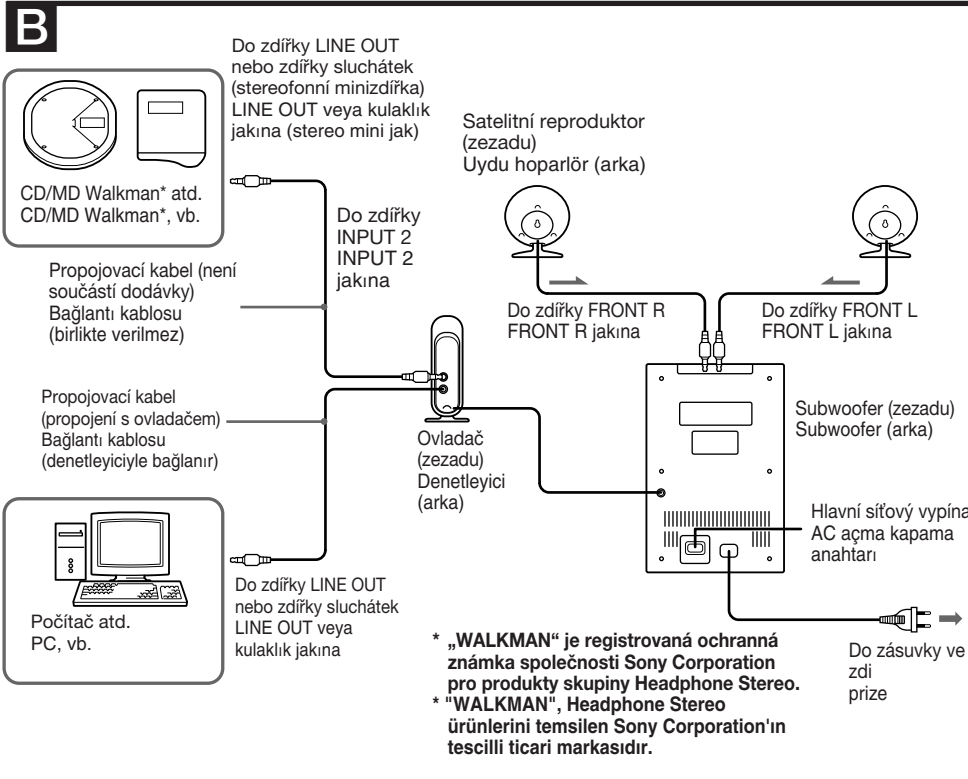 B
Do zdířky LINE OUT
nebo zdířky sluchátek
(stereofonní minizdířka)
LINE OUT veya kulaklık
jakına (stereo mini jak)
CD/MD Walkman* atd.
CD/MD Walkman*, vb.
Do zdířky
INPUT 2
INPUT 2
jakına
Satelitní reproduktor
(zezadu)
Uydu hoparlör (arka)
Propojovací kabel (není
součástí dodávky)
Bağlantı kablosu
(birlikte verilmez)
Do zdířky FRONT R
FRONT R jakına
Do zdířky FRONT L
FRONT L jakına
Propojovací kabel
(propojení s ovladačem)
Bağlantı kablosu
(denetleyiciyle bağlanır)
Ovladač
(zezadu)
Denetleyici
(arka)
Subwoofer (zezadu)
Subwoofer (arka)
Hlavní síťový
AC açma kapama
anahtarı
Počítač atd.
PC, vb.
Do zdířky LINE OUT
nebo zdířky sluchátek
LINE OUT veya
kulaklık jakına
Do zásuvky ve
zdi
prize
* „WALKMAN“ je registrovaná ochranná
známka společnosti Sony Corporation
pro produkty skupiny Headphone Stereo.
* "WALKMAN", Headphone Stereo
ürünlerini temsilen Sony Corporation'ın
tescilli ticari markasıdır.